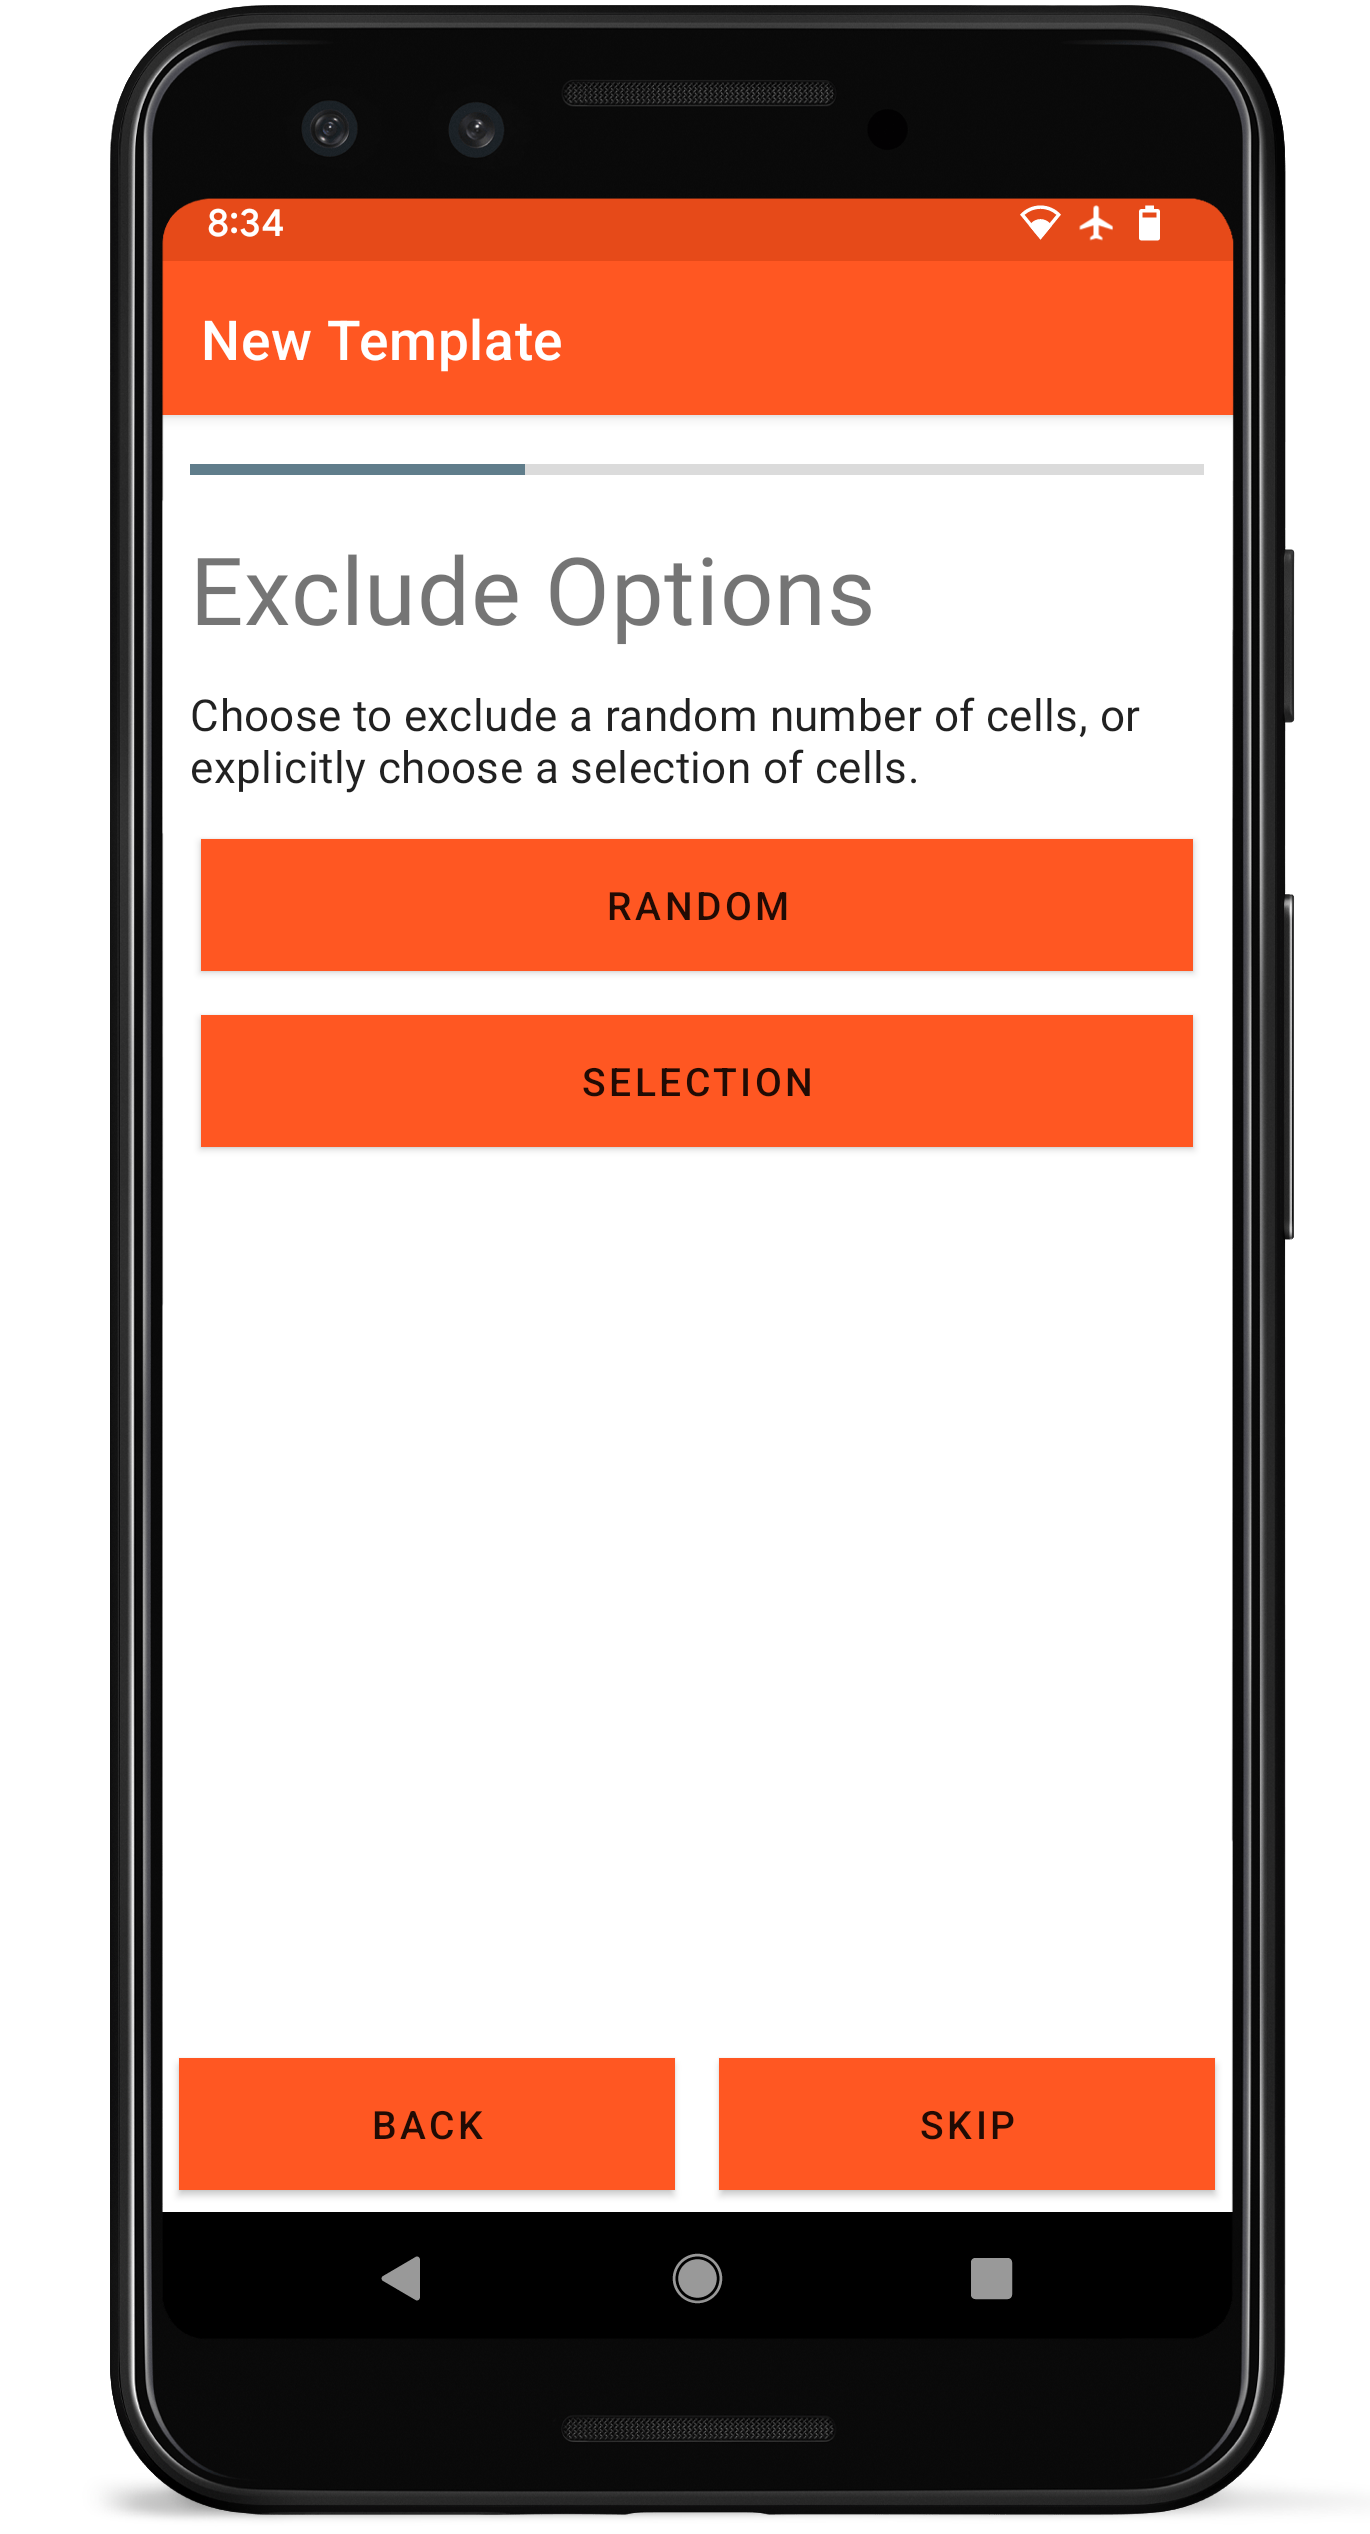 8:34
New Template
Exclude Options
Choose to exclude a random number of cells, or
explicitly choose a selection of cells.
RANDOM
SELECTION
BACK
SKIP